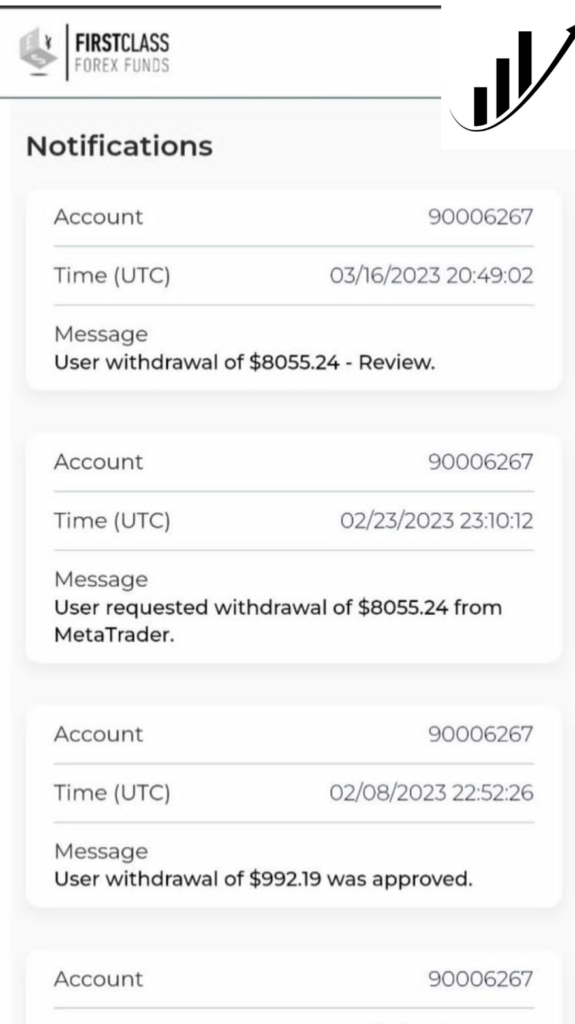 FIRSTCLASS
FOREX FUNDS
Notifications
Account 90006267
Time (UTC) 03/16/2023 20:49:02
Message
User withdrawal of $8055.24 - Review.
Account 90006267
Time (UTC) 02/23/2023 23:10:12
Message
User requested withdrawal of $8055.24 from
MetaTrader.
Account 90006267
Time (UTC) 02/08/2023 22:52:26
Message
User withdrawal of $992.19 was approved.
Account 90006267